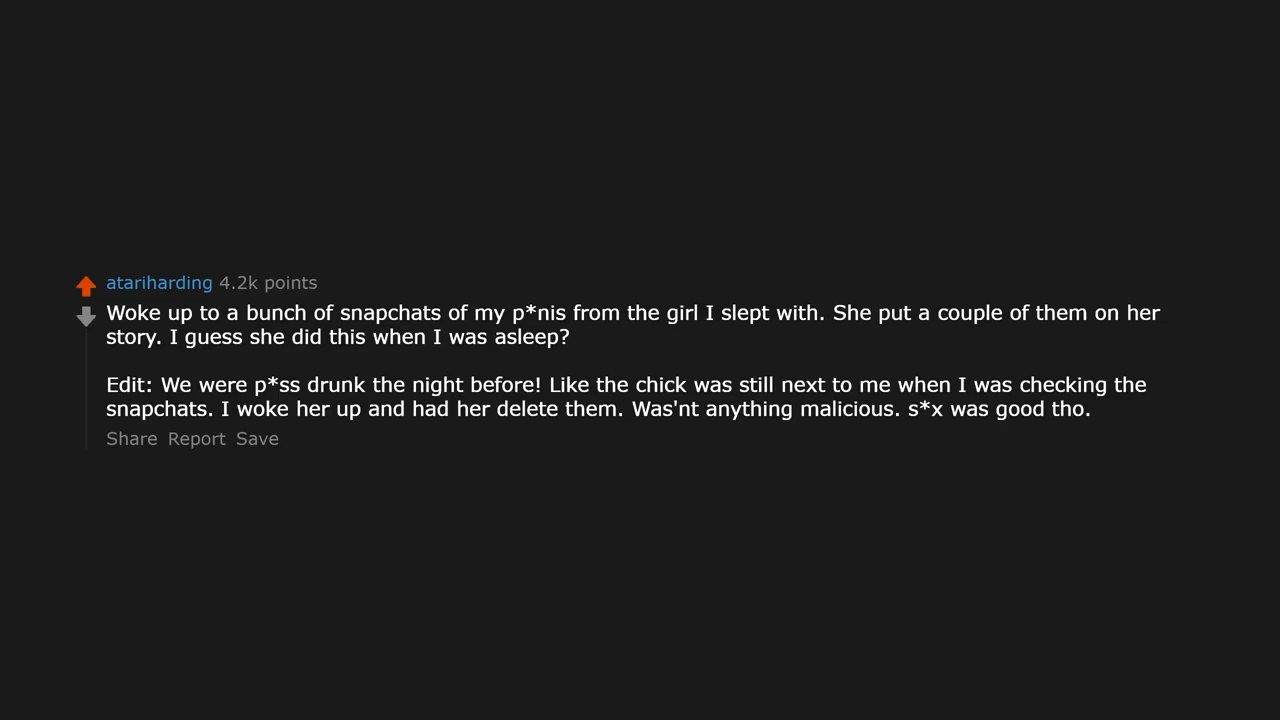 atariharding 4.2k points
Woke up to a bunch of snapchats of my p*nis from the girl I slept with. She put a couple of them on her
story. I guess she did this when I was asleep?
Edit: We were p*ss drunk the night before! Like the chick was still next to me when I was checking the
snapchats. I woke her up and had her delete them. Was'nt anything malicious. s*x was good tho.
Share Report Save